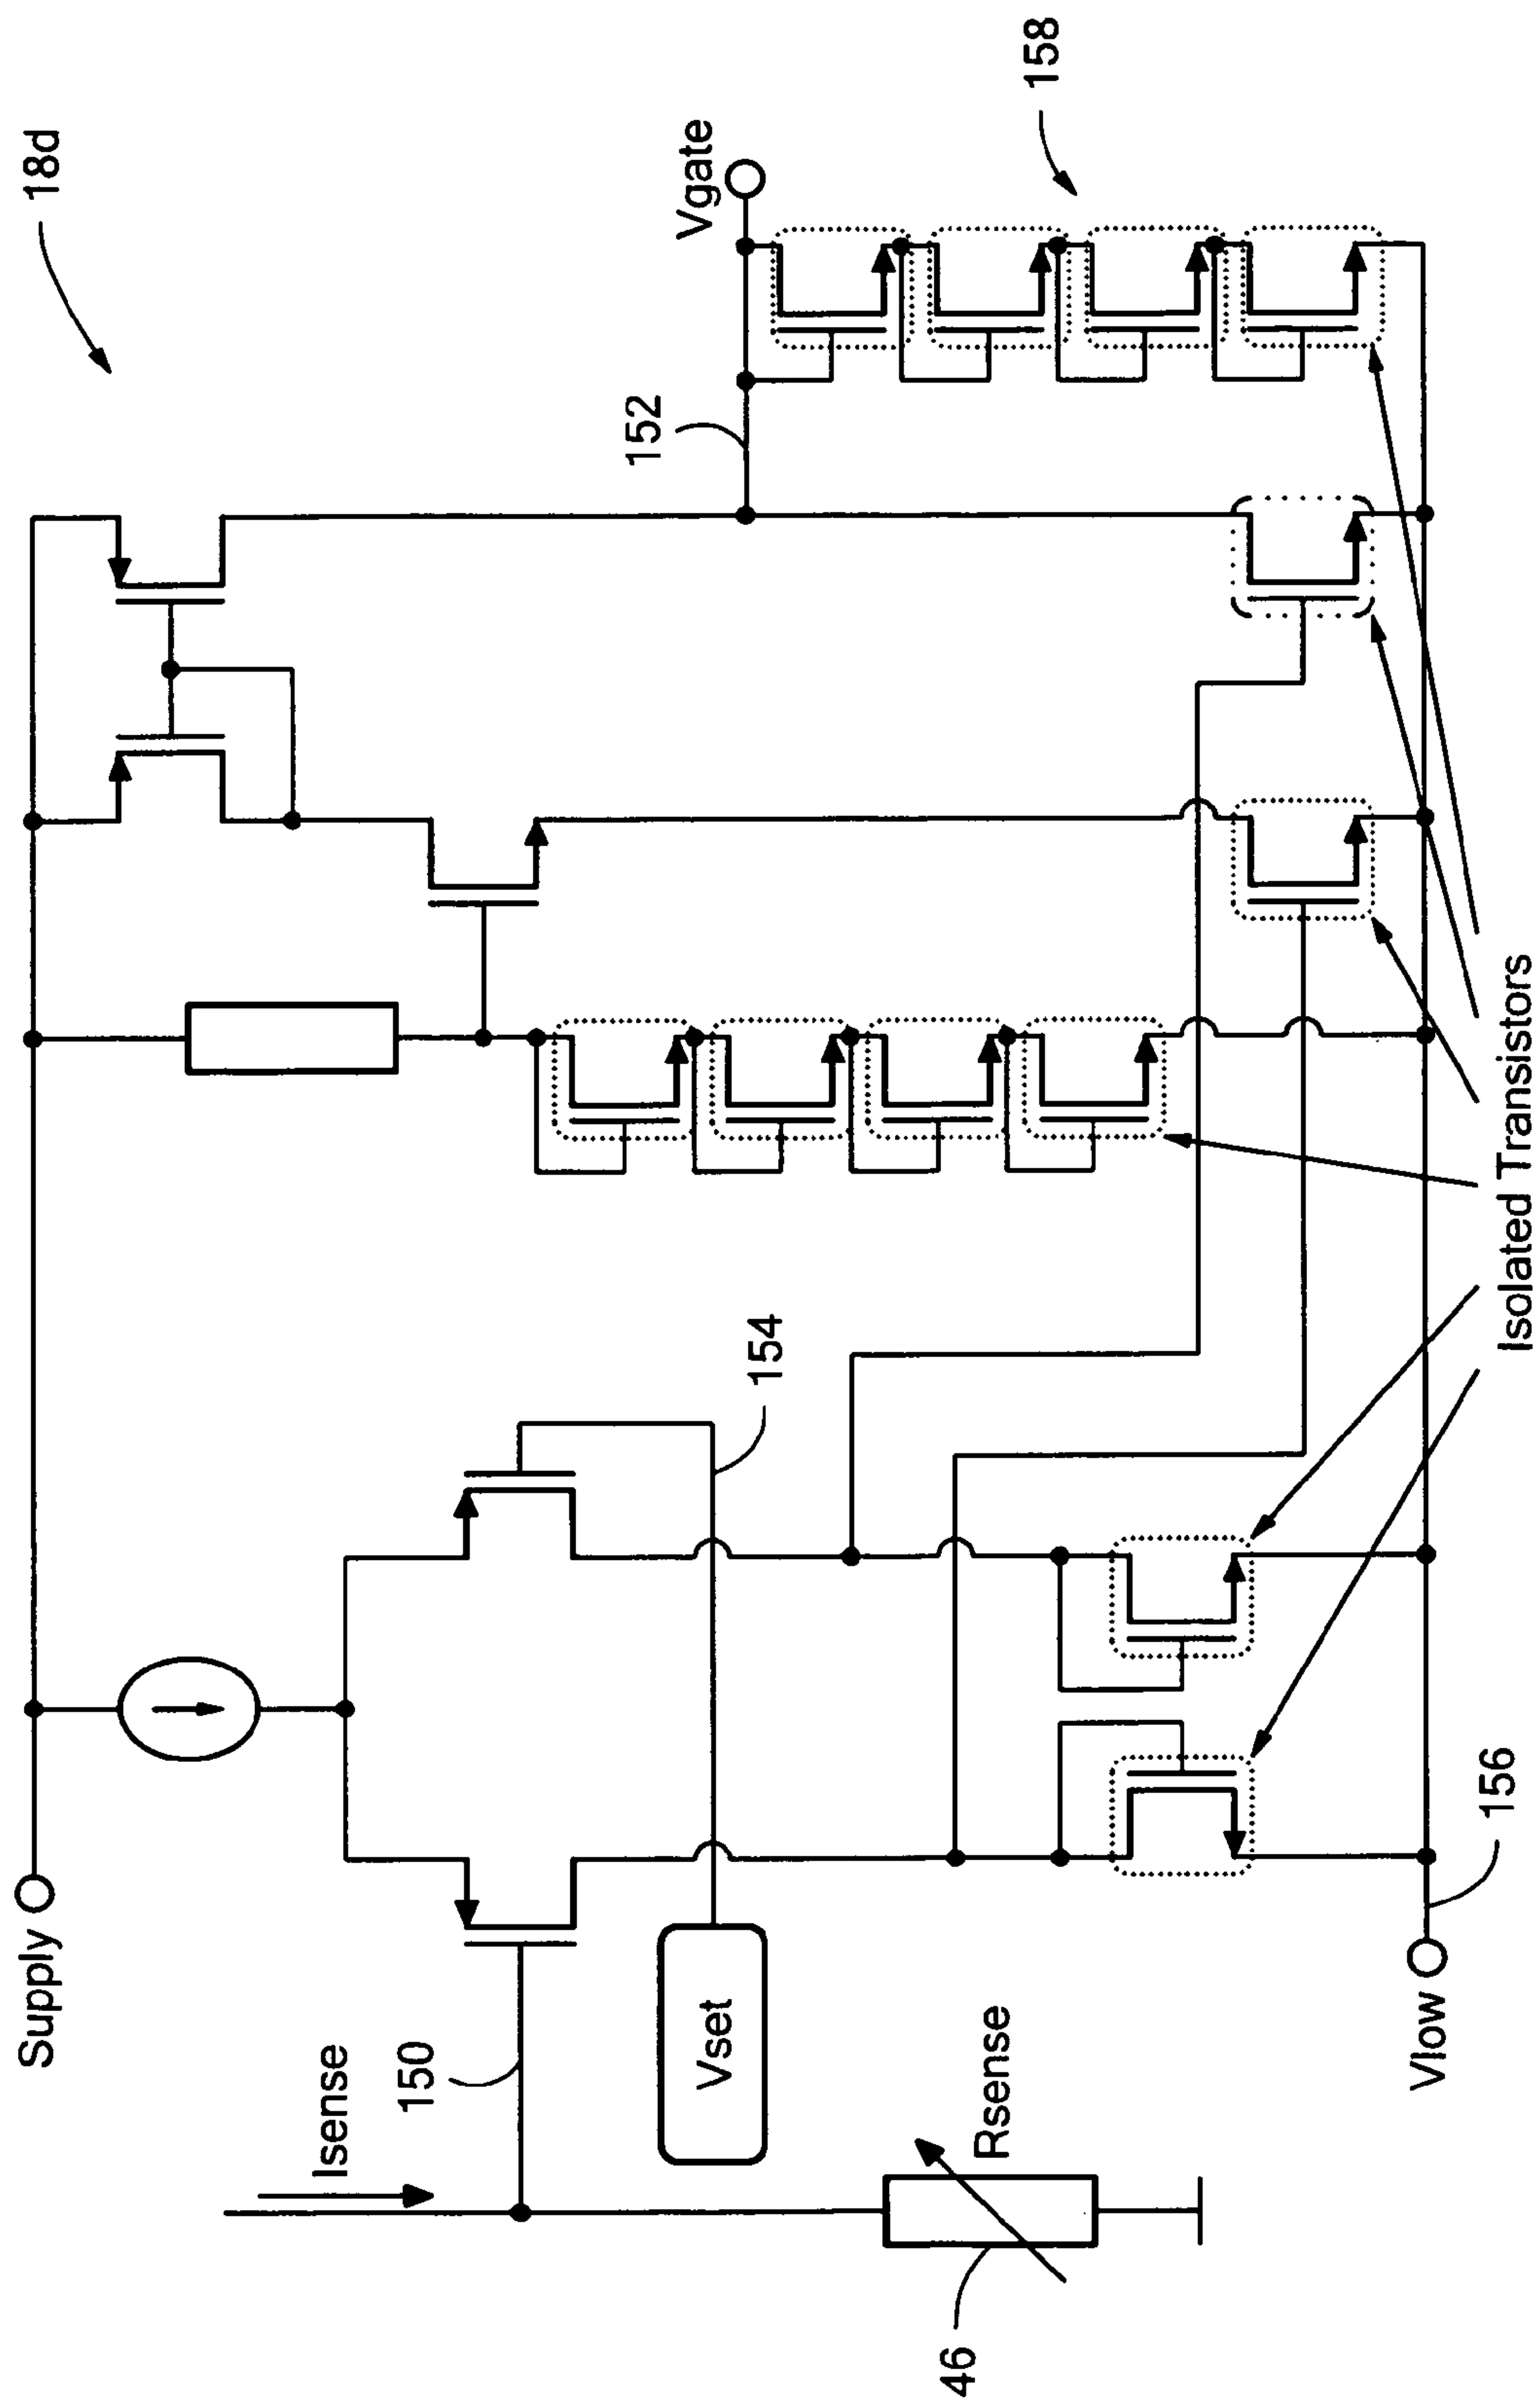 18d
Supply
Isense
150
154
152
Vgate
158
Vset
Rsense
46
Vlow
156
Isolated Transistors